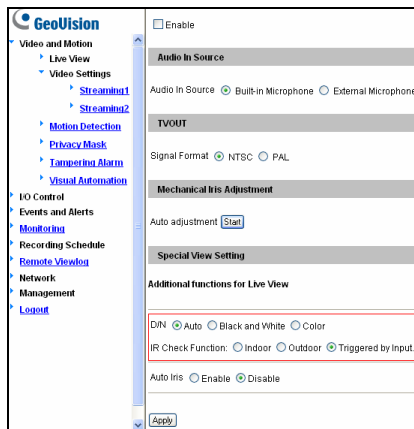 GeoVision
Video and Motion
Live View
Video Settings
Streaming1
Streaming2
Motion Detection
Privacy Mask
Tampering Alarm
Visual Automation
I/O Control
Events and Alerts
Monitoring
Recording Schedule
Remote Viewlog
Network
Management
Logout
Enable
Audio In Source
Audio In Source Built-in Microphone External Microphone
TVOUT
Signal Format NTSC PAL
Mechanical Iris Adjustment
Auto adjustment Start
Special View Setting
Additional functions for Live View
D/N Auto Black and White Color
IR Check Function: Indoor Outdoor Triggered by Input.
Auto Iris Enable Disable
Apply